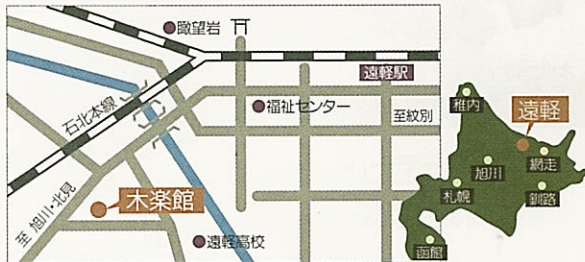 瞰望岩
遠軽駅
石北本線
福祉センター
至紋別
木楽館
至 旭川・北見
遠軽高校
稚内
遠軽
網走
旭川
札幌
釧路
函館